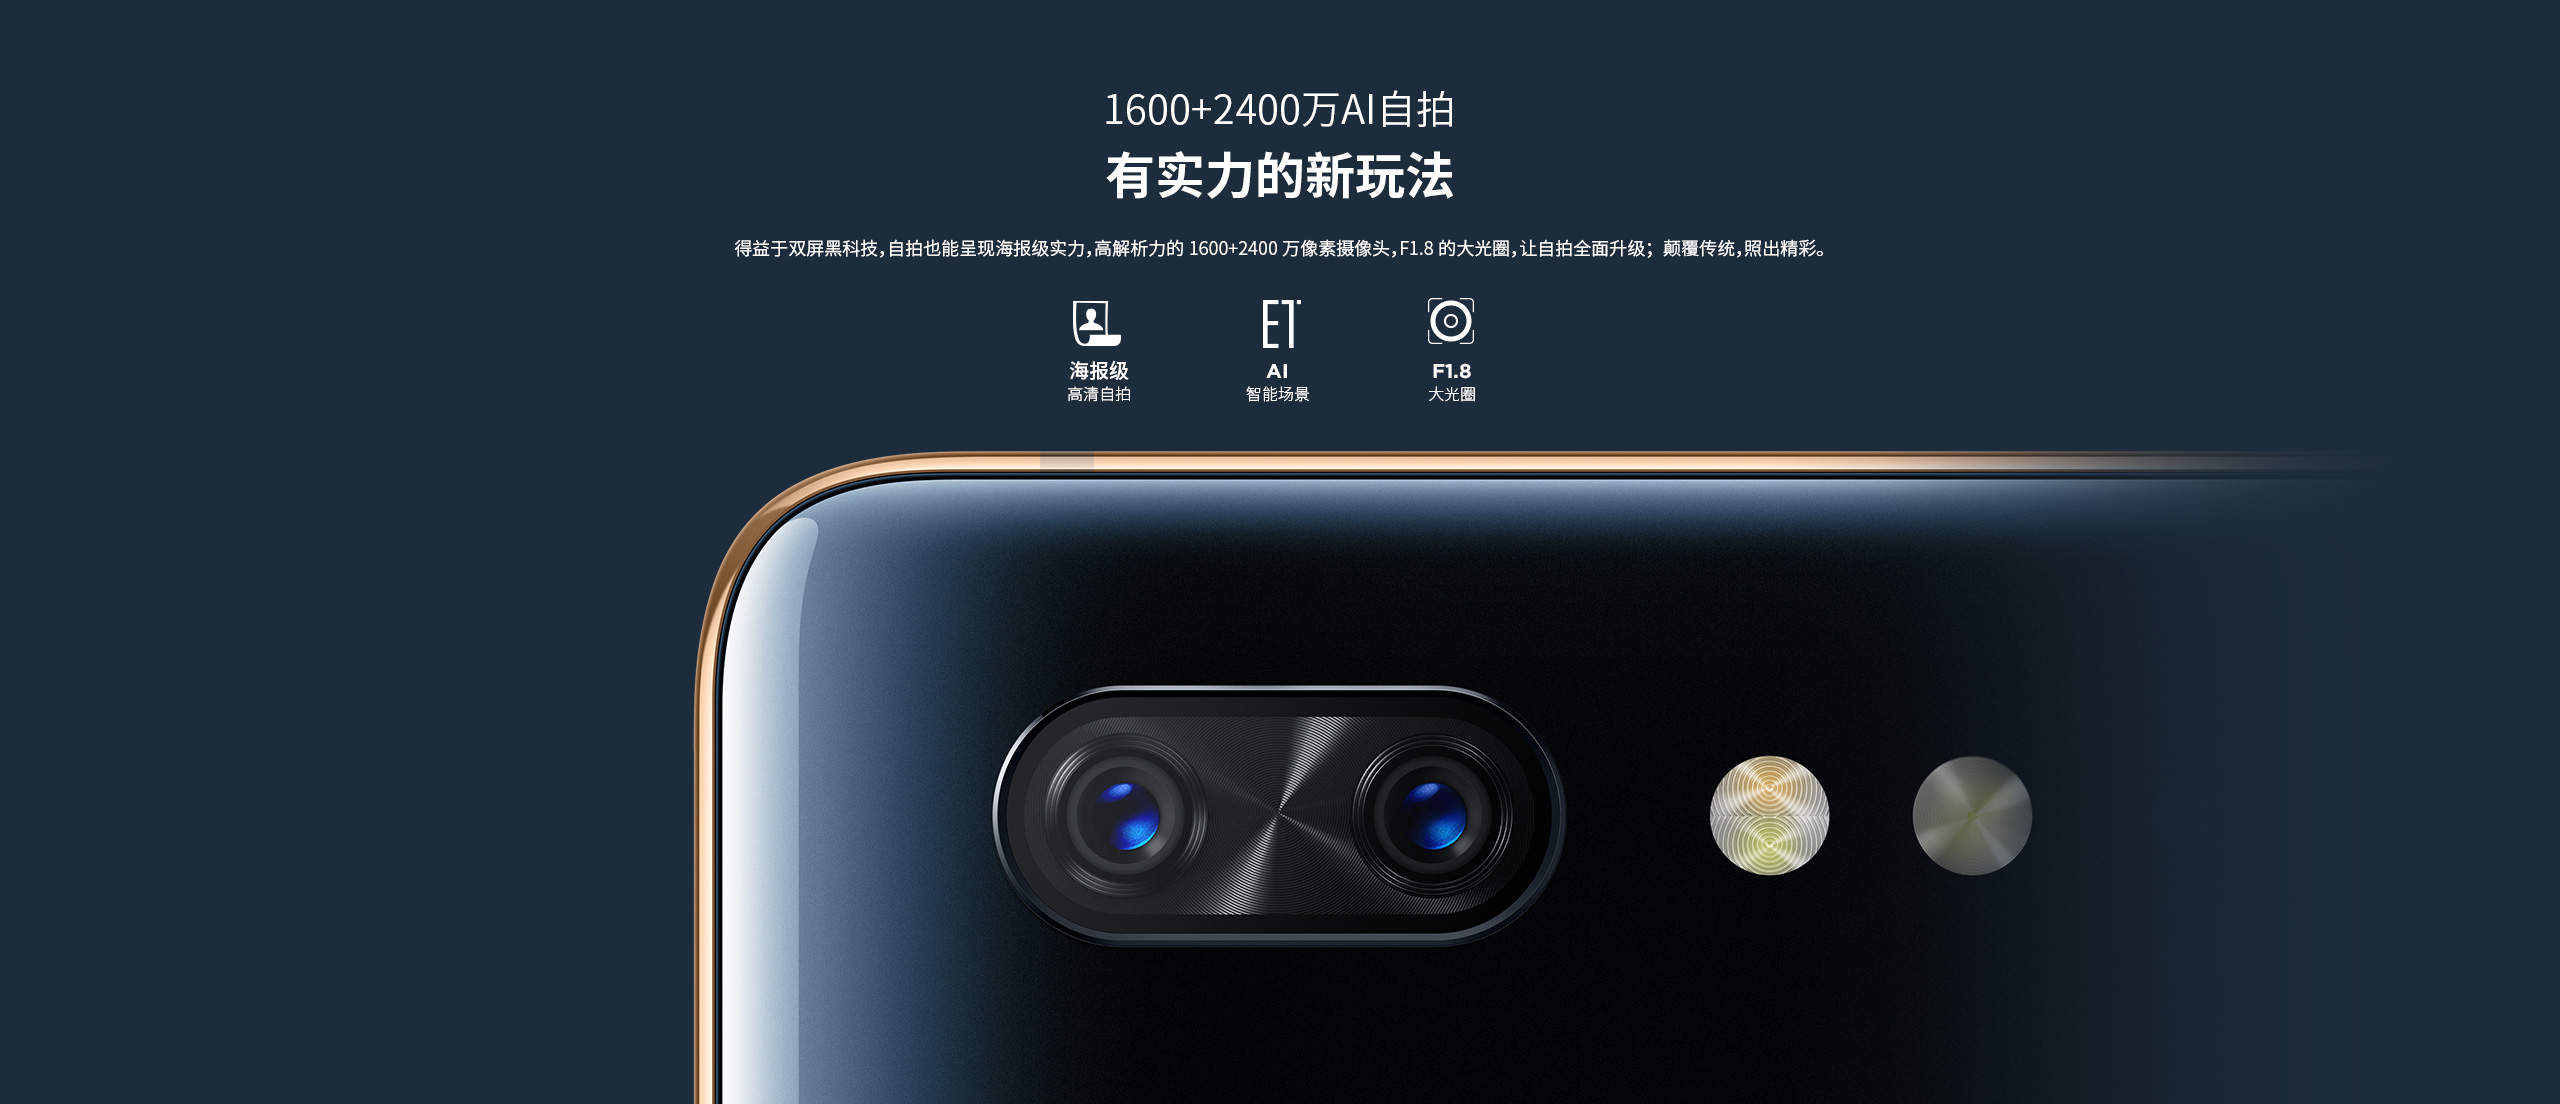 1600+2400万AI自拍
有实力的新玩法
得益于双屏黑科技,自拍也能呈现海报级实力,高解析力的 1600+2400 万像素摄像头,F1.8 的大光圈,让自拍全面升级；颠覆传统,照出精彩。
海报级
高清自拍
AI
智能场景
F1.8
大光圈